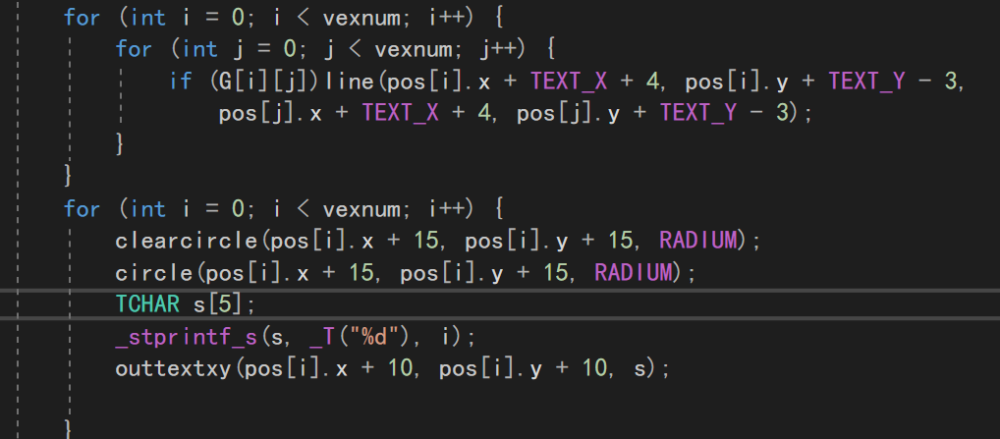 for (int i = 0; i < vexnum; i++) {
for (int j = 0; j < vexnum; j++) {
if (G[i][j])line(pos[i].x + TEXT_X + 4, pos[i].y + TEXT_Y - 3,
pos[j].x + TEXT_X + 4, pos[j].y + TEXT_Y - 3);
}
}
for (int i = 0; i < vexnum; i++) {
clearcircle(pos[i].x + 15, pos[i].y + 15, RADIUM);
circle(pos[i].x + 15, pos[i].y + 15, RADIUM);
TCHAR s[5];
_stprintf_s(s, _T("%d"), i);
outtextxy(pos[i].x + 10, pos[i].y + 10, s);
}